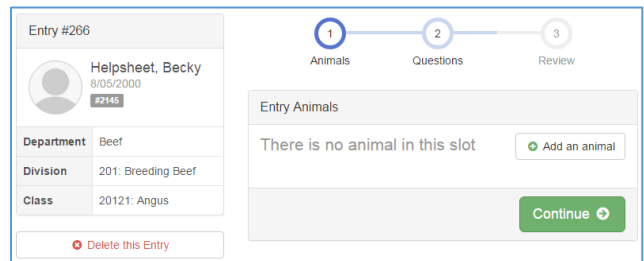 Entry #266
Helpsheet, Becky
8/05/2000
#2145
Department Beef
Division 201: Breeding Beef
Class 20121: Angus
Delete this Entry
1 2 3
Animals Questions Review
Entry Animals
There is no animal in this slot
Add an animal
Continue